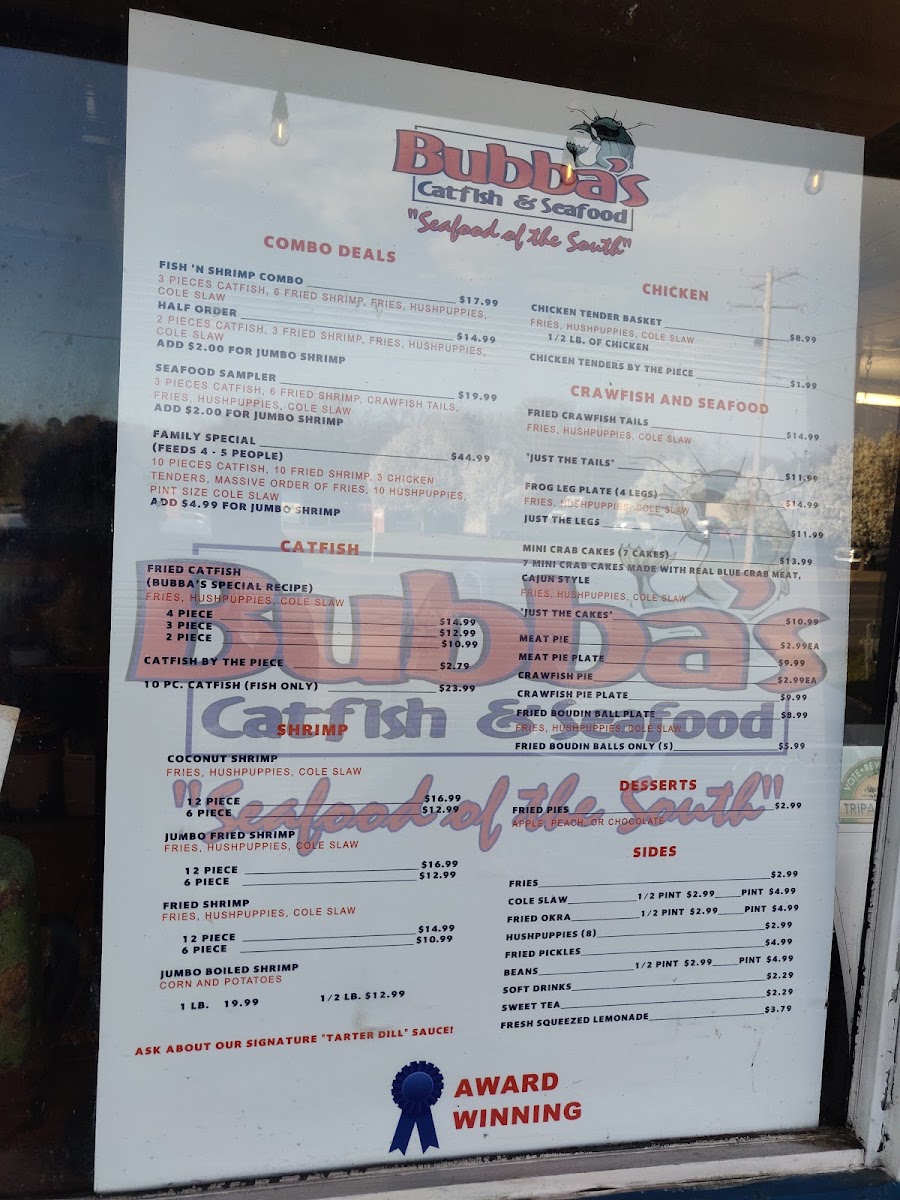 Bubba's
Catfish & Seafood
"Seafood of the South"
COMBO DEALS
FISH 'N SHRIMP COMBO $17.99
3 PIECES CATFISH, 6 FRIED SHRIMP, FRIES, HUSHPUPPIES,
COLE SLAW
HALF ORDER $14.99
2 PIECES CATFISH, 3 FRIED SHRIMP, FRIES, HUSHPUPPIES,
COLE SLAW
ADD $2.00 FOR JUMBO SHRIMP
SEAFOOD SAMPLER $19.99
3 PIECES CATFISH, 6 FRIED SHRIMP, CRAWFISH TAILS,
FRIES, HUSHPUPPIES, COLE SLAW
ADD $2.00 FOR JUMBO SHRIMP
FAMILY SPECIAL $44.99
(FEEDS 4 - 5 PEOPLE)
10 PIECES CATFISH, 10 FRIED SHRIMP, 3 CHICKEN
TENDERS, MASSIVE ORDER OF FRIES, 10 HUSHPUPPIES,
PINT SIZE COLE SLAW
ADD $4.99 FOR JUMBO SHRIMP
CATFISH
FRIED CATFISH
(BUBBA'S SPECIAL RECIPE)
FRIES, HUSHPUPPIES, COLE SLAW
4 PIECE $14.99
3 PIECE $12.99
2 PIECE $10.99
CATFISH BY THE PIECE $2.79
10 PC. CATFISH (FISH ONLY) $23.99
SHRIMP
COCONUT SHRIMP
FRIES, HUSHPUPPIES, COLE SLAW
12 PIECE $16.99
6 PIECE $12.99
JUMBO FRIED SHRIMP
FRIES, HUSHPUPPIES, COLE SLAW
12 PIECE $16.99
6 PIECE $12.99
FRIED SHRIMP
FRIES, HUSHPUPPIES, COLE SLAW
12 PIECE $14.99
6 PIECE $10.99
JUMBO BOILED SHRIMP
CORN AND POTATOES
1 LB. 19.99 1/2 LB. $12.99
ASK ABOUT OUR SIGNATURE "TARTER DILL" SAUCE!
CHICKEN
CHICKEN TENDER BASKET $8.99
FRIES, HUSHPUPPIES, COLE SLAW
1/2 LB. OF CHICKEN
CHICKEN TENDERS BY THE PIECE $1.99
CRAWFISH AND SEAFOOD
FRIED CRAWFISH TAILS $14.99
FRIES, HUSHPUPPIES, COLE SLAW
"JUST THE TAILS" $11.99
FROG LEG PLATE (4 LEGS) $14.99
FRIES, HUSHPUPPIES, COLE SLAW
JUST THE LEGS $11.99
MINI CRAB CAKES (7 CAKES) $13.99
7 MINI CRAB CAKES MADE WITH REAL BLUE CRAB MEAT,
CAJUN STYLE
FRIES, HUSHPUPPIES, COLE SLAW
"JUST THE CAKES" $10.99
MEAT PIE $2.99EA
MEAT PIE PLATE $9.99
CRAWFISH PIE $2.99EA
CRAWFISH PIE PLATE $9.99
FRIED BOUDIN BALL PLATE $8.99
FRIES, HUSHPUPPIES, COLE SLAW
FRIED BOUDIN BALLS ONLY (5) $5.99
DESSERTS
FRIED PIES $2.99
APPLE, PEACH, OR CHOCOLATE
SIDES
FRIES $2.99
COLE SLAW 1/2 PINT $2.99 PINT $4.99
FRIED OKRA 1/2 PINT $2.99 PINT $4.99
HUSHPUPPIES (8) $2.99
FRIED PICKLES $4.99
BEANS 1/2 PINT $2.99 PINT $4.99
SOFT DRINKS $2.29
SWEET TEA $2.29
FRESH SQUEEZED LEMONADE $3.79
Bubba's
Catfish & Seafood
"Seafood of the South"
AWARD
WINNING